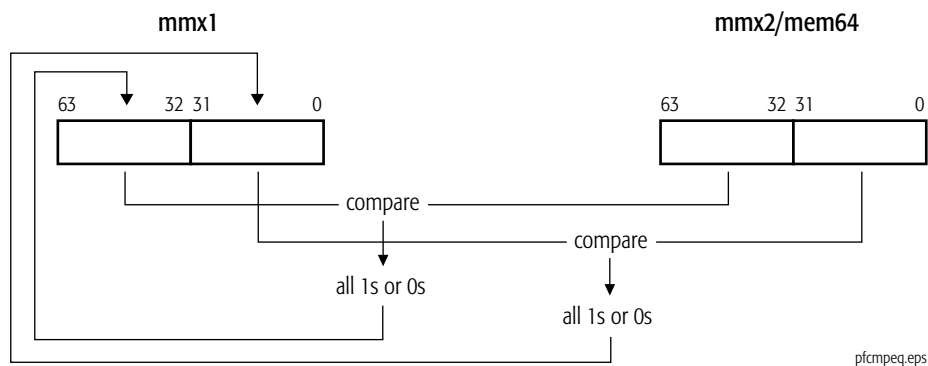 mmx1 mmx2/mem64
63 32 31 0 63 32 31 0
compare
compare
all 1s or 0s
all 1s or 0s
pfcmpeq.eps